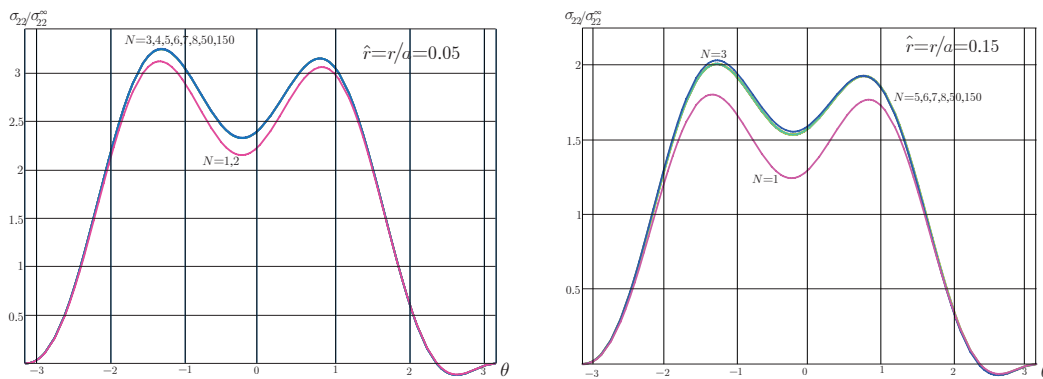 σ22/σ22^∞
N=3,4,5,6,7,8,50,150
r̂=r/a=0.05
3
2.5
N=1,2
2
1.5
1
0.5
−3 −2 −1 0 1 2 3 θ
σ22/σ22^∞
N=3
r̂=r/a=0.15
2
N=5,6,7,8,50,150
1.5
N=1
1
0.5
−3 −2 −1 0 1 2 3 θ